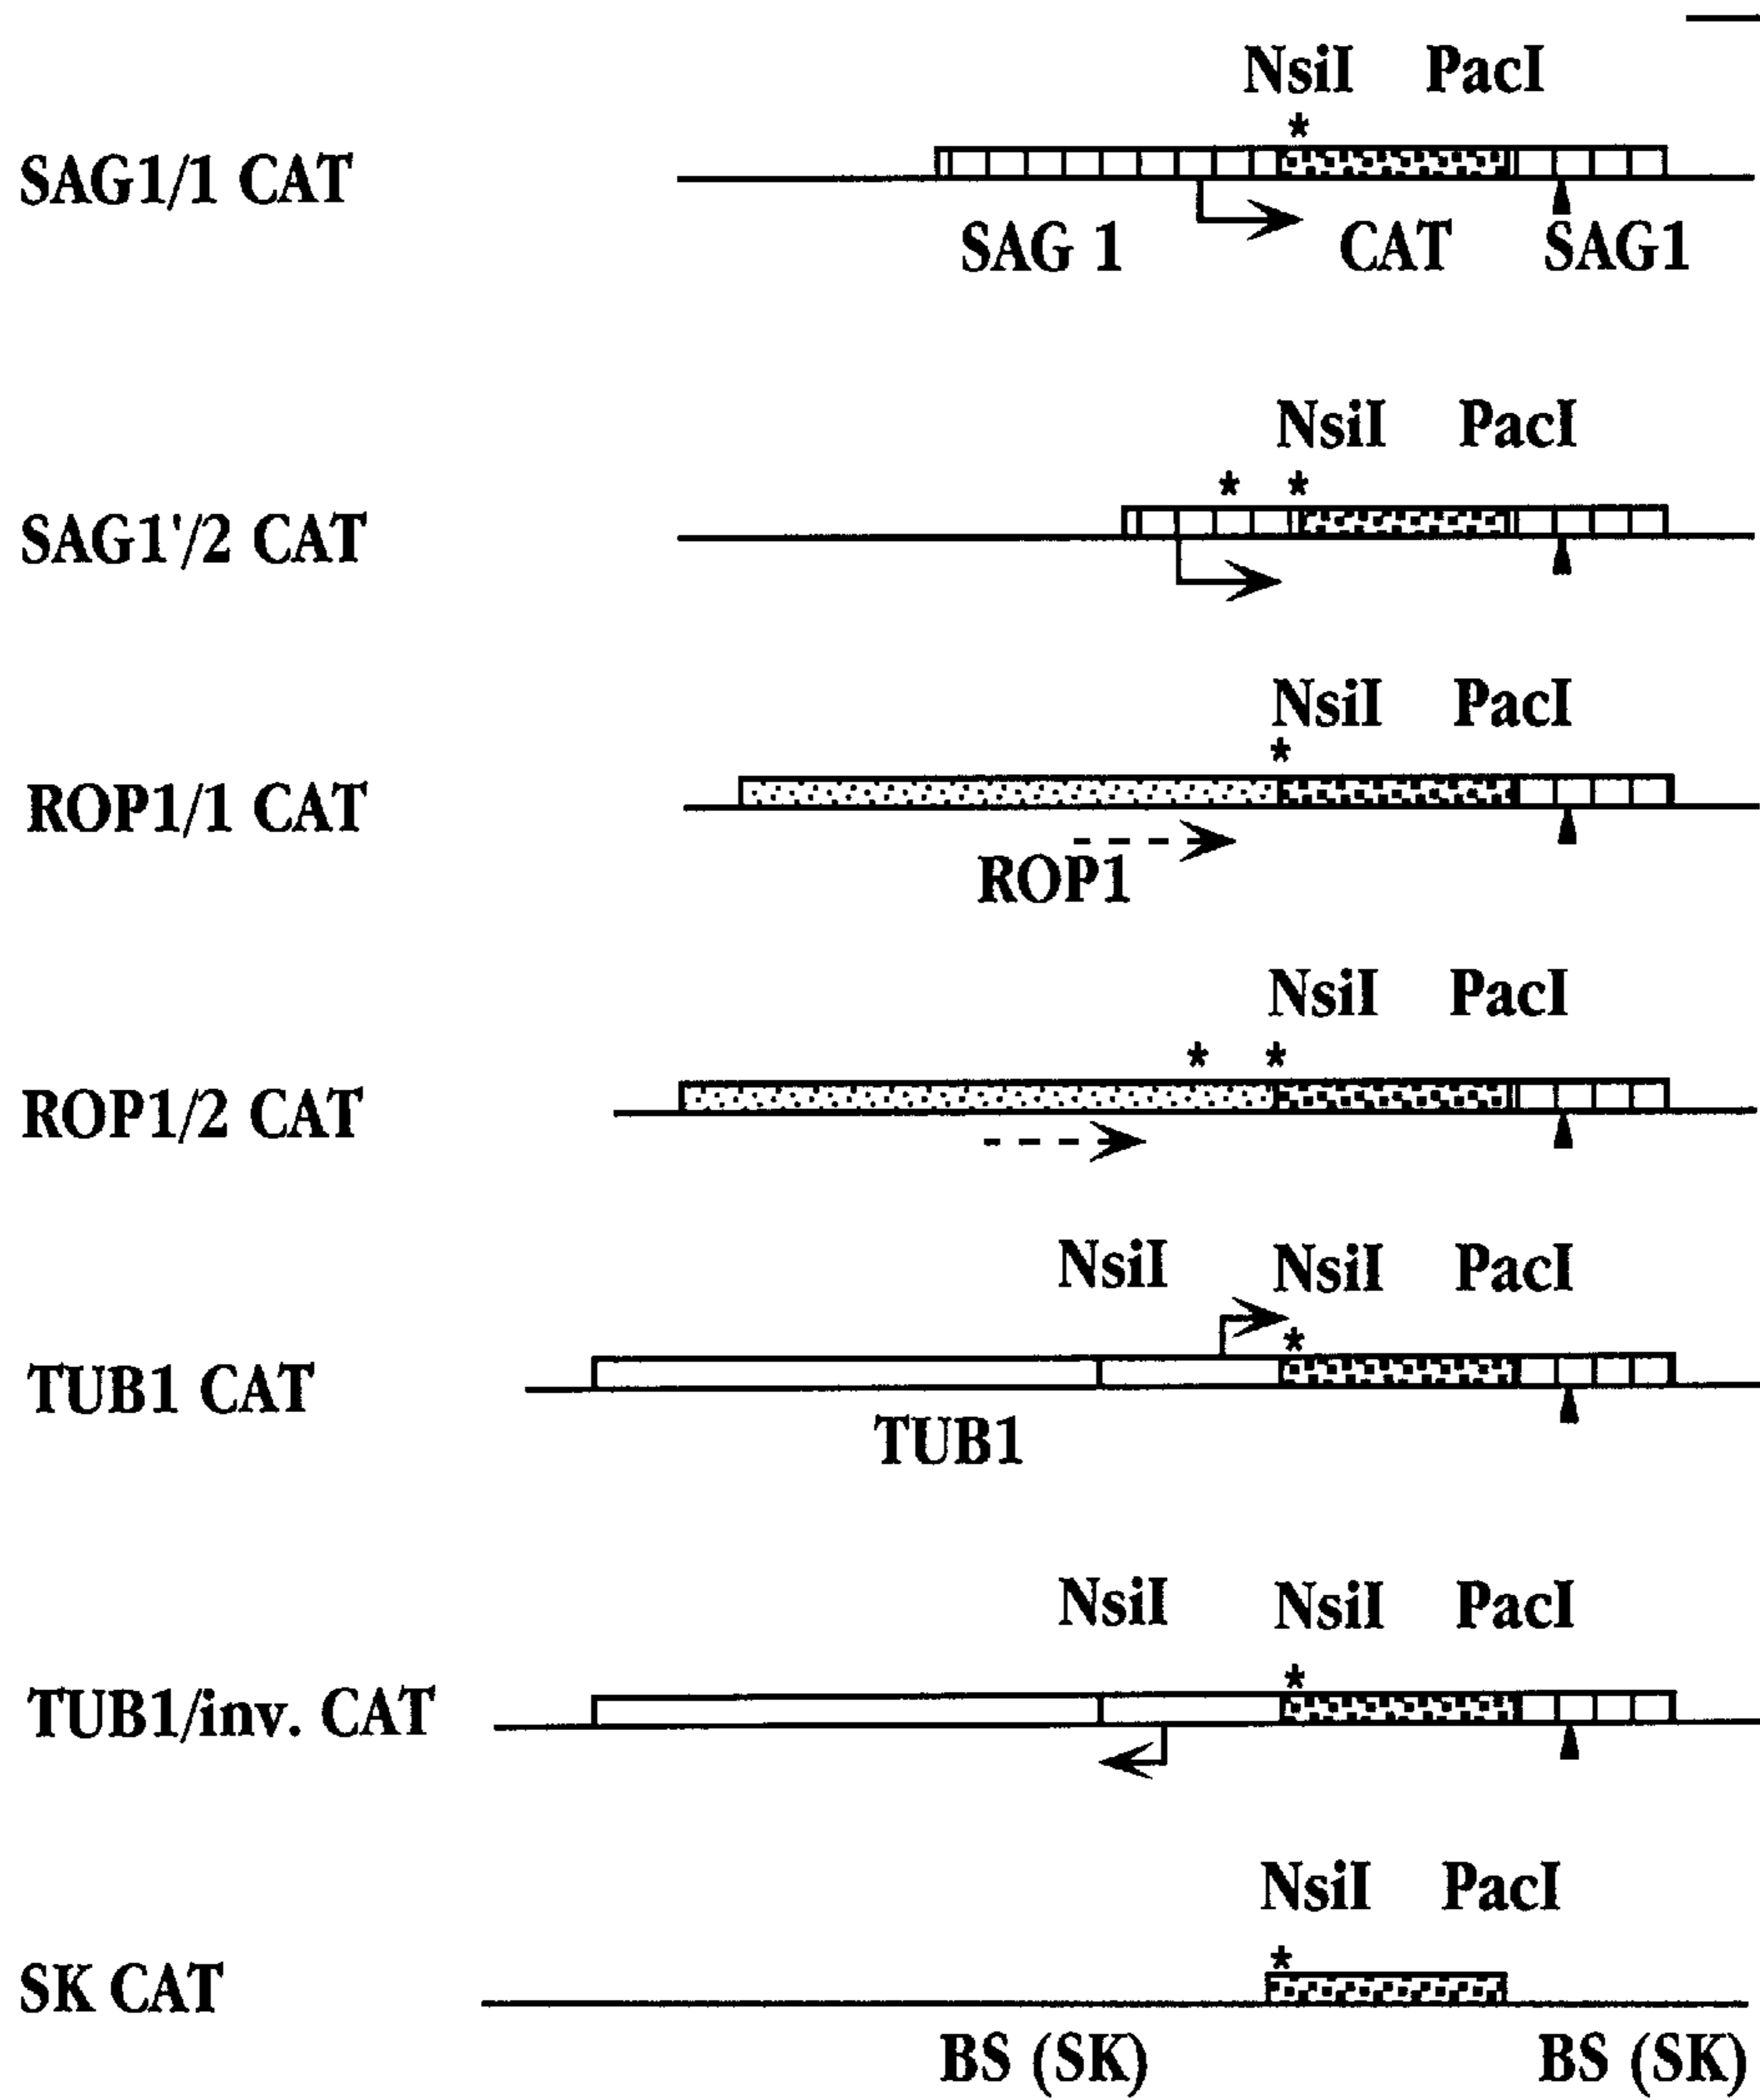 NsiI PacI
*
SAG1/1 CAT
SAG 1 CAT SAG1
NsiI PacI
* *
SAG1'/2 CAT
NsiI PacI
*
ROP1/1 CAT
ROP1
NsiI PacI
* *
ROP1/2 CAT
NsiI NsiI PacI
*
TUB1 CAT
TUB1
NsiI NsiI PacI
*
TUB1/inv. CAT
NsiI PacI
*
SK CAT
BS (SK) BS (SK)